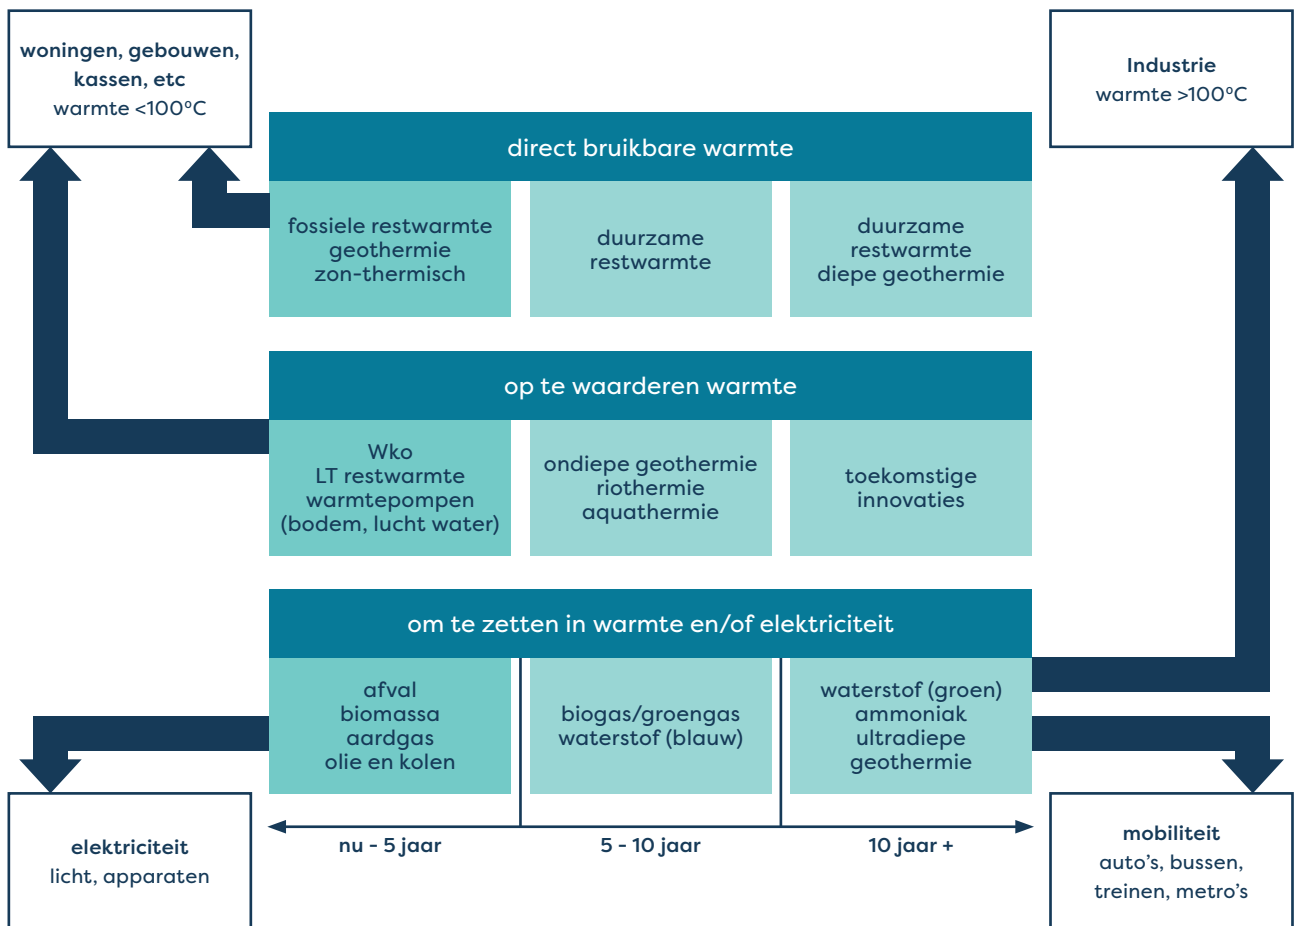 woningen, gebouwen,
kassen, etc
warmte <100°C
Industrie
warmte >100°C
direct bruikbare warmte
fossiele restwarmte
geothermie
zon-thermisch
duurzame
restwarmte
duurzame
restwarmte
diepe geothermie
op te waarderen warmte
Wko
LT restwarmte
warmtepompen
(bodem, lucht water)
ondiepe geothermie
riothermie
aquathermie
toekomstige
innovaties
om te zetten in warmte en/of elektriciteit
afval
biomassa
aardgas
olie en kolen
biogas/groengas
waterstof (blauw)
waterstof (groen)
ammoniak
ultradiepe
geothermie
nu - 5 jaar
5 - 10 jaar
10 jaar +
elektriciteit
licht, apparaten
mobiliteit
auto's, bussen,
treinen, metro's